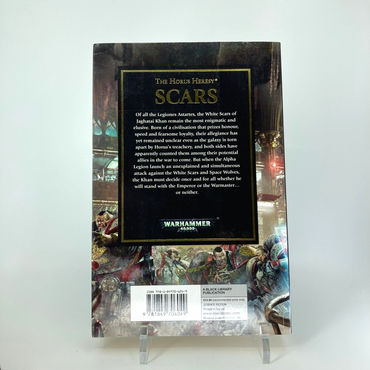 THE HORUS HERESY®
SCARS
Of all the Legiones Astartes, the White Scars of
Jaghatai Khan remain the most enigmatic and
elusive. Born of a civilisation that prizes honour,
speed and fearsome loyalty, their allegiance has
yet remained unclear even as the galaxy is torn
apart by Horus's treachery, and both sides have
apparently counted them among their potential
allies in the war to come. But when the Alpha
Legion launch an unexplained and simultaneous
attack against the White Scars and Space Wolves,
the Khan must decide once and for all whether he
will stand with the Emperor or the Warmaster...
or neither.
WARHAMMER
40,000
A BLACK LIBRARY
PUBLICATION
SCIENCE FICTION